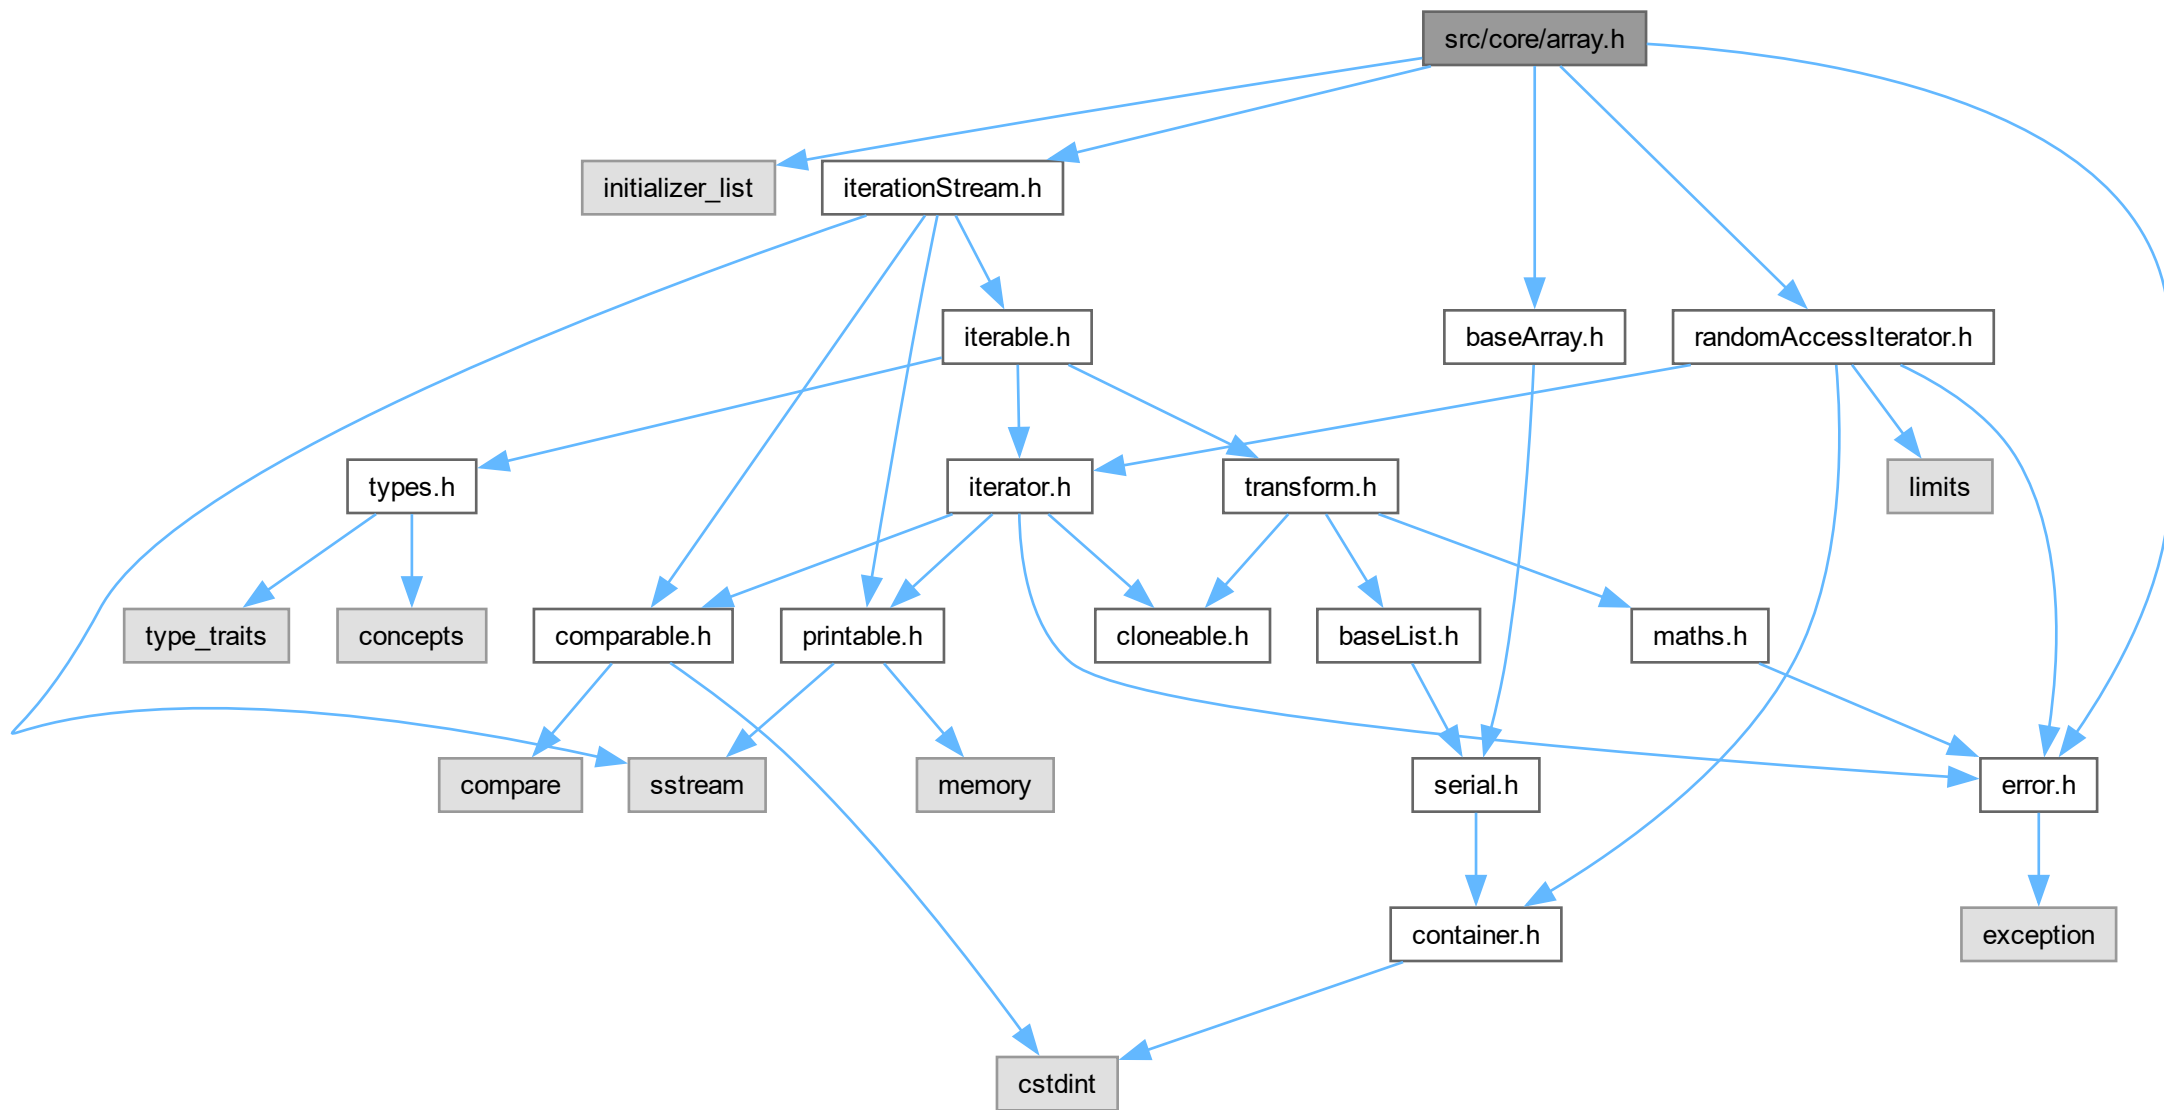 src/core/array.h
initializer_list
iterationStream.h
iterable.h
baseArray.h
randomAccessIterator.h
types.h
iterator.h
transform.h
limits
type_traits
concepts
comparable.h
printable.h
cloneable.h
baseList.h
maths.h
compare
sstream
memory
serial.h
error.h
container.h
exception
cstdint